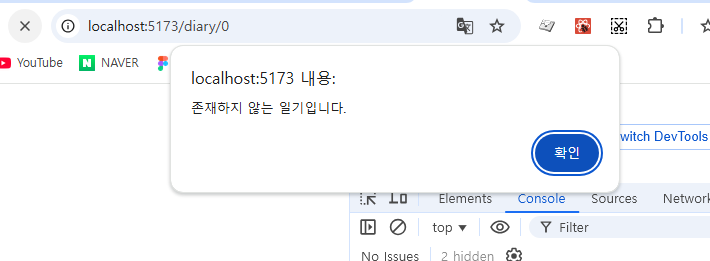 localhost:5173/diary/0
YouTube NAVER
localhost:5173 내용:
존재하지 않는 일기입니다.
확인
witch DevTools
Elements Console Sources Network
top Filter
No Issues 2 hidden